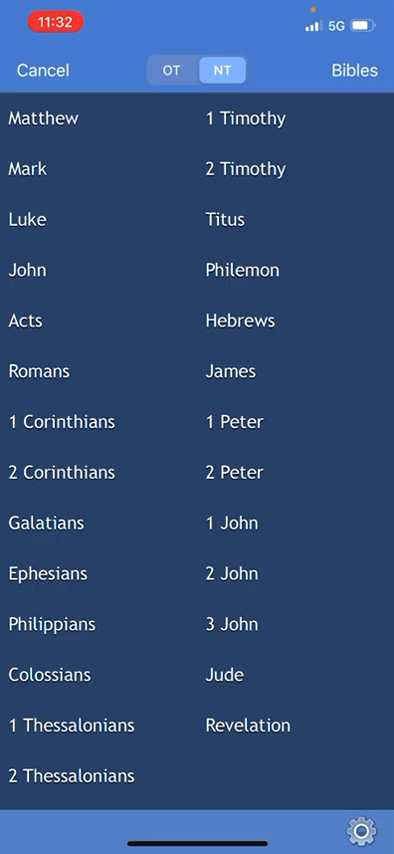 11:32
5G
Cancel
OT
NT
Bibles
Matthew
Mark
Luke
John
Acts
Romans
1 Corinthians
2 Corinthians
Galatians
Ephesians
Philippians
Colossians
1 Thessalonians
2 Thessalonians
1 Timothy
2 Timothy
Titus
Philemon
Hebrews
James
1 Peter
2 Peter
1 John
2 John
3 John
Jude
Revelation